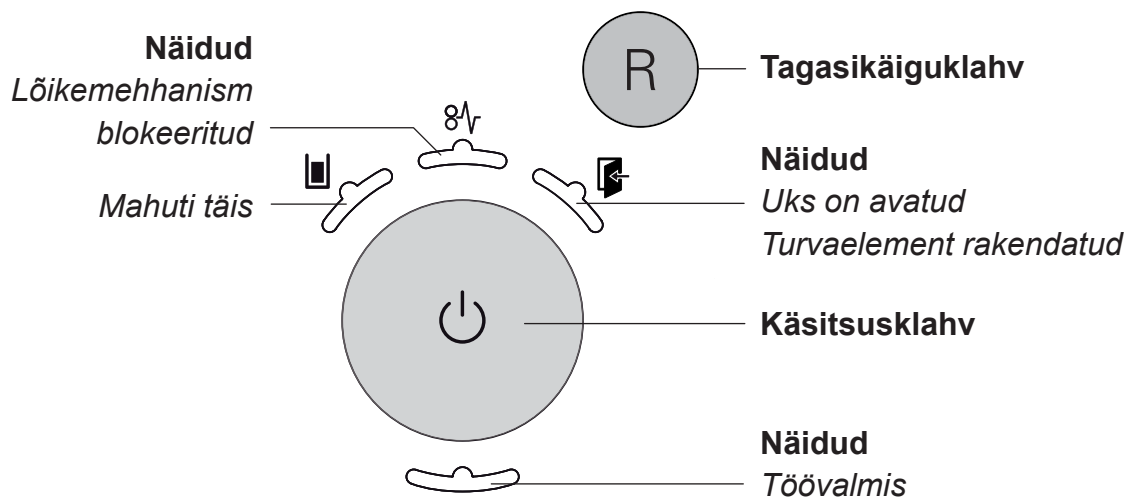 Näidud
Lõikemehhanism
blokeeritud
Mahuti täis
R
Tagasikäiguklahv
Näidud
Uks on avatud
Turvaelement rakendatud
Käsitsusklahv
Näidud
Töövalmis